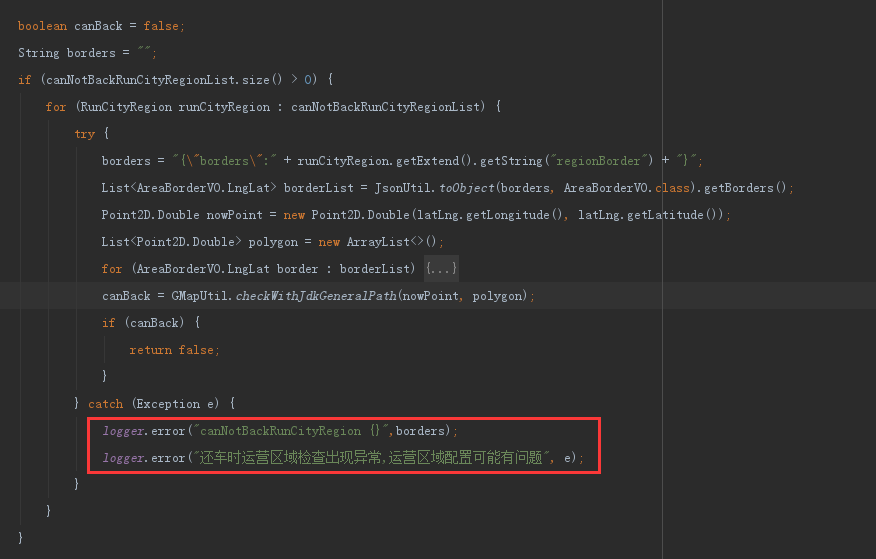 boolean canBack = false;
String borders = "";
if (canNotBackRunCityRegionList.size() > 0) {
for (RunCityRegion runCityRegion : canNotBackRunCityRegionList) {
try {
borders = "{\"borders\":" + runCityRegion.getExtend().getString("regionBorder") + "}";
List<AreaBorderVO.LngLat> borderList = JsonUtil.toObject(borders, AreaBorderVO.class).getBorders();
Point2D.Double nowPoint = new Point2D.Double(latLng.getLongitude(), latLng.getLatitude());
List<Point2D.Double> polygon = new ArrayList<>();
for (AreaBorderVO.LngLat border : borderList) {...}
canBack = GMapUtil.checkWithJdkGeneralPath(nowPoint, polygon);
if (canBack) {
return false;
}
} catch (Exception e) {
logger.error("canNotBackRunCityRegion {}",borders);
logger.error("还车时运营区域检查出现异常,运营区域配置可能有问题", e);
}
}
}